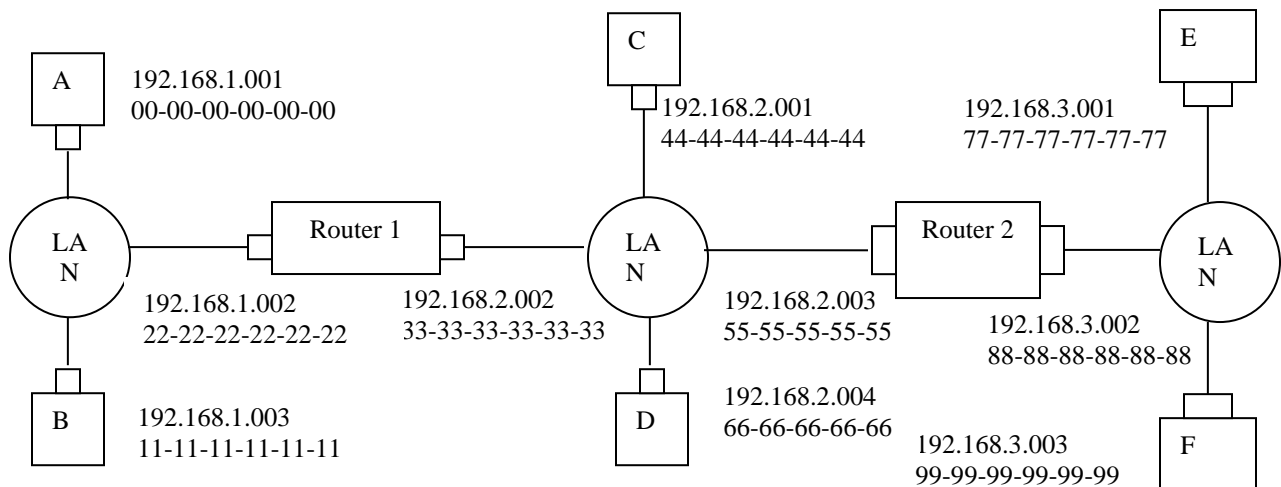 A
192.168.1.001
00-00-00-00-00-00
C
192.168.2.001
44-44-44-44-44-44
E
192.168.3.001
77-77-77-77-77-77
LA
N
Router 1
LA
N
Router 2
LA
N
192.168.1.002
22-22-22-22-22-22
192.168.2.002
33-33-33-33-33-33
192.168.2.003
55-55-55-55-55
192.168.3.002
88-88-88-88-88-88
B
192.168.1.003
11-11-11-11-11-11
D
192.168.2.004
66-66-66-66-66
192.168.3.003
99-99-99-99-99-99
F